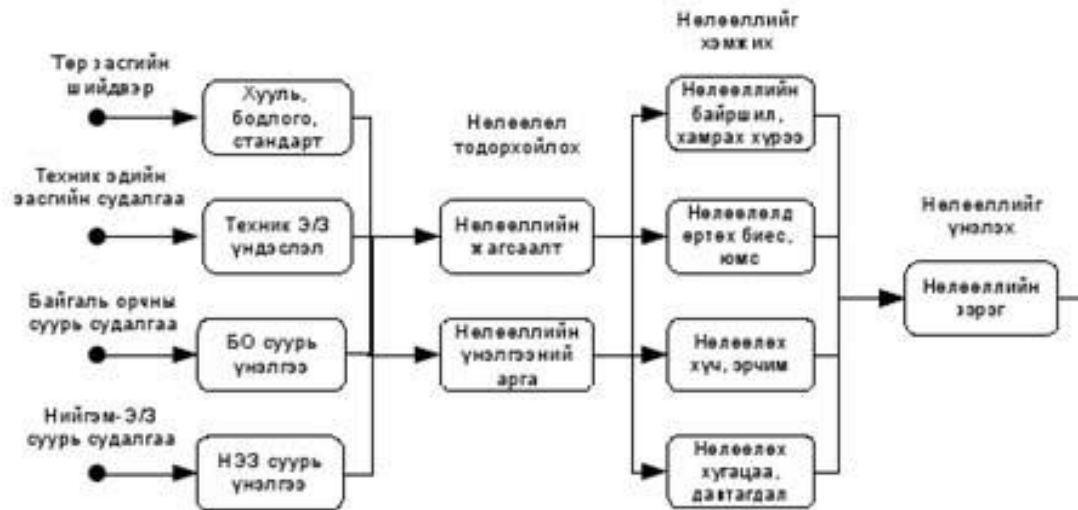 Төр засгийн
шийдвэр
Хууль,
бодлого,
стандарт
Техник эдийн
засгийн судалгаа
Техник Э/З
үндэслэл
Байгаль орчны
суурь судалгаа
БО суурь
үнэлгээ
Нийгэм-Э/З
суурь судалгаа
НЭЗ суурь
үнэлгээ
Нөлөөлөл
тодорхойлох
Нөлөөллийн
жагсаалт
Нөлөөллийн
үнэлгээний
арга
Нөлөөллийг
хэмжих
Нөлөөллийн
байршил,
хамрах хүрээ
Нөлөөлөлд
өртөх биес,
юмс
Нөлөөлөх
хүч, эрчим
Нөлөөлөх
хугацаа,
давтагдал
Нөлөөллийг
үнэлэх
Нөлөөллийн
зэрэг